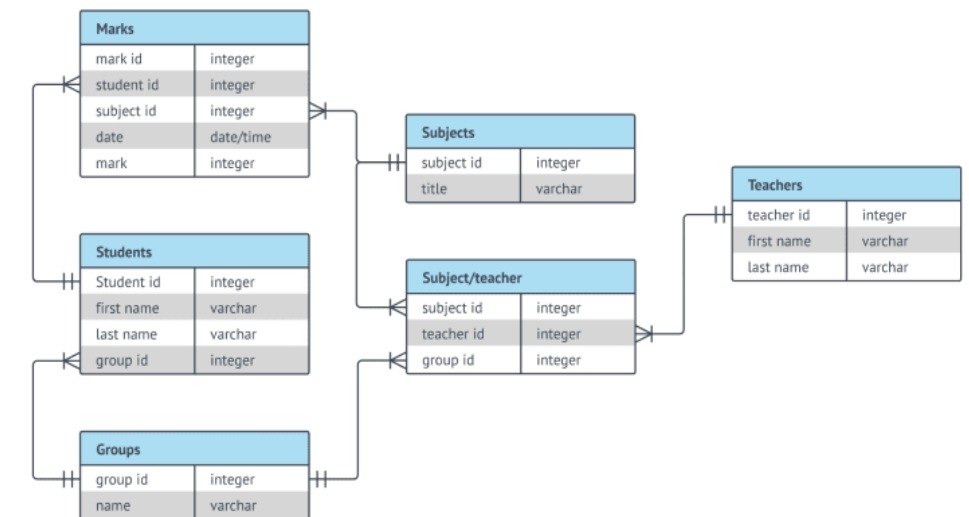 Marks
mark id integer
student id integer
subject id integer
date date/time
mark integer
Subjects
subject id integer
title varchar
Teachers
teacher id integer
first name varchar
last name varchar
Students
Student id integer
first name varchar
last name varchar
group id integer
Subject/teacher
subject id integer
teacher id integer
group id integer
Groups
group id integer
name varchar